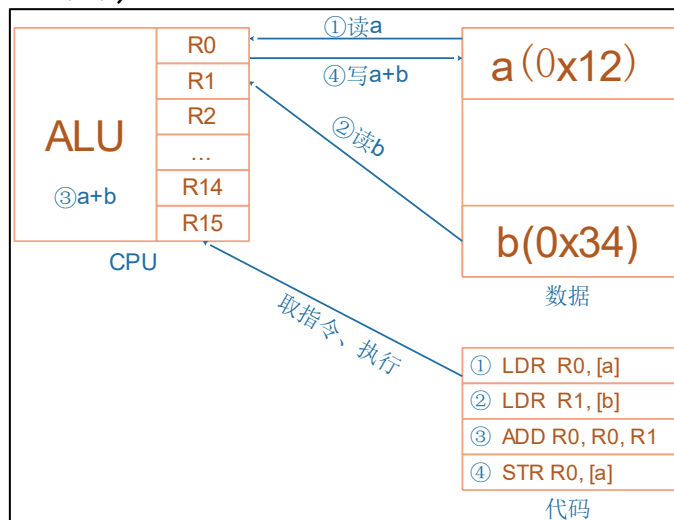 ①读a
R0
a(0x12)
④写a+b
R1
R2
②读b
ALU
...
③a+b
R14
R15
b(0x34)
CPU
数据
取指令、执行
① LDR R0, [a]
② LDR R1, [b]
③ ADD R0, R0, R1
④ STR R0, [a]
代码